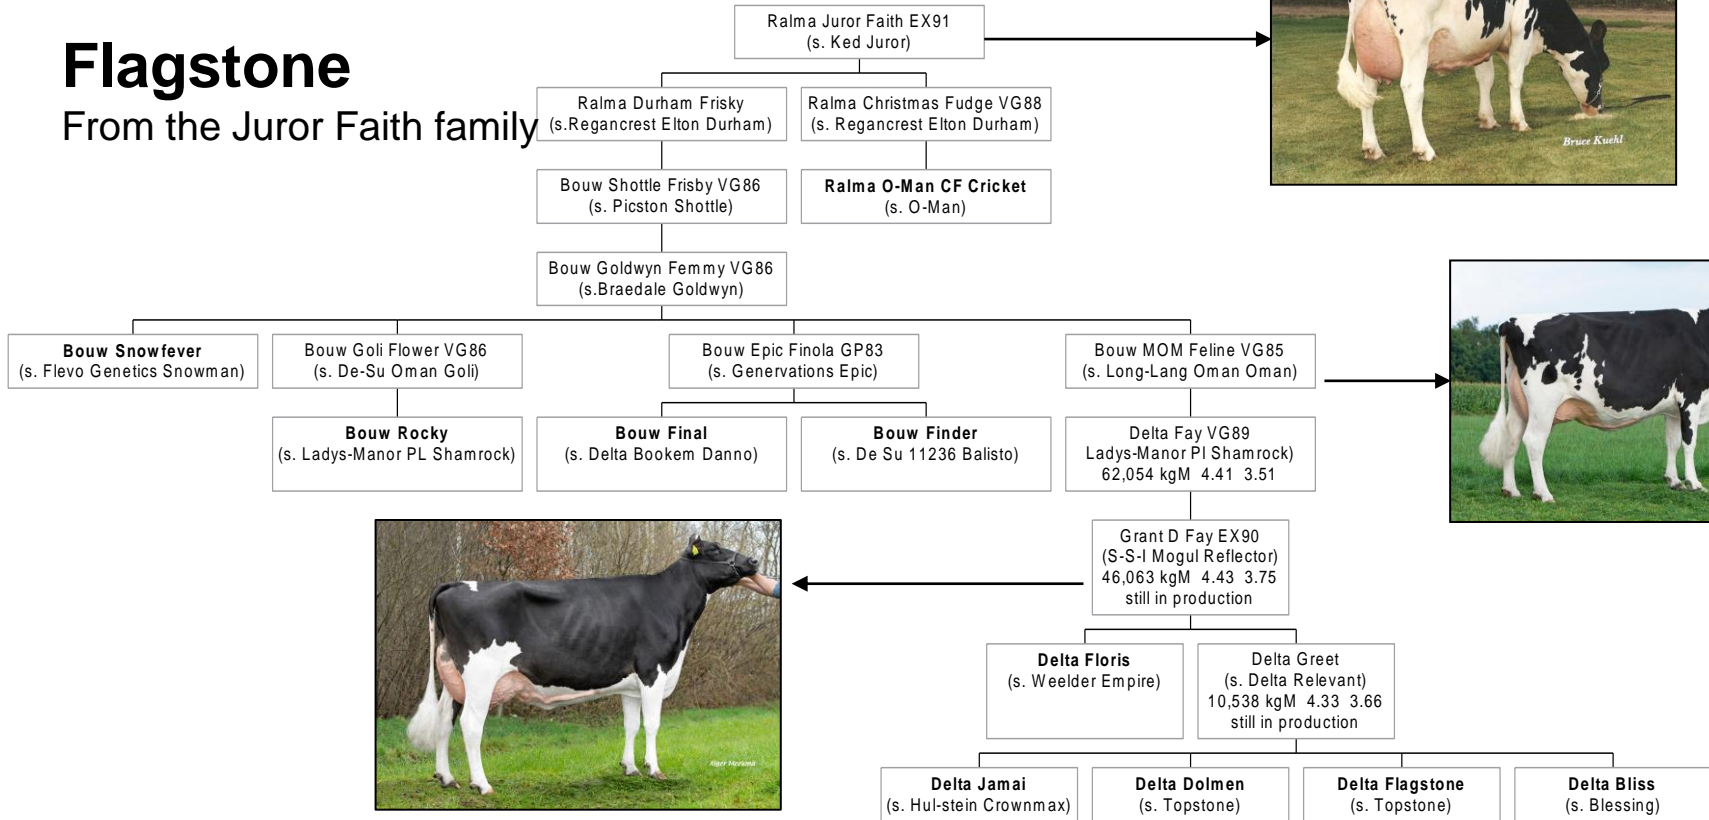 Flagstone
From the Juror Faith family
Ralma Juror Faith EX91
(s. Ked Juror)
Bruce Kuehl
Ralma Durham Frisky
(s.Regancrest Elton Durham)
Ralma Christmas Fudge VG88
(s. Regancrest Elton Durham)
Bouw Shottle Frisby VG86
(s. Picston Shottle)
Ralma O-Man CF Cricket
(s. O-Man)
Bouw Goldwyn Femmy VG86
(s.Braedale Goldwyn)
Bouw Snowfever
(s. Flevo Genetics Snowman)
Bouw Goli Flower VG86
(s. De-Su Oman Goli)
Bouw Epic Finola GP83
(s. Genervations Epic)
Bouw MOM Feline VG85
(s. Long-Lang Oman Oman)
Bouw Rocky
(s. Ladys-Manor PL Shamrock)
Bouw Final
(s. Delta Bookem Danno)
Bouw Finder
(s. De Su 11236 Balisto)
Delta Fay VG89
Ladys-Manor Pl Shamrock)
62,054 kgM 4.41 3.51
Grant D Fay EX90
(S-S-I Mogul Reflector)
46,063 kgM 4.43 3.75
still in production
Delta Floris
(s. Weelder Empire)
Delta Greet
(s. Delta Relevant)
10,538 kgM 4.33 3.66
still in production
Delta Jamai
(s. Hul-stein Crownmax)
Delta Dolmen
(s. Topstone)
Delta Flagstone
(s. Topstone)
Delta Bliss
(s. Blessing)